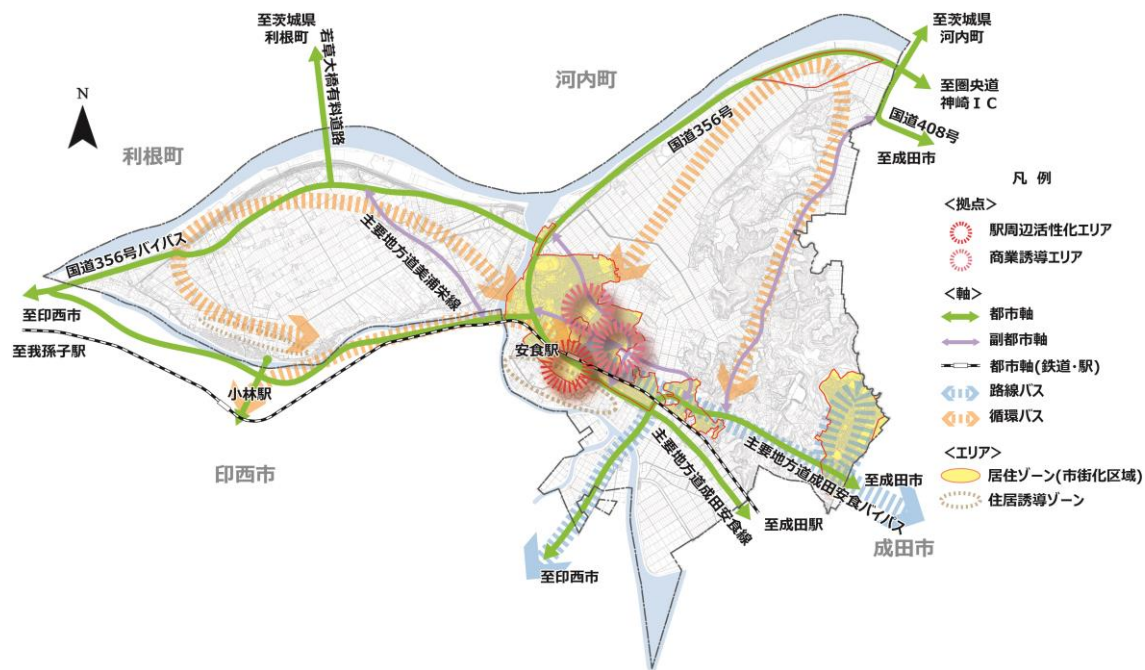 至茨城県
利根町
若草大橋有料道路
河内町
至茨城県
河内町
至圏央道
神崎IC
国道356号
国道408号
至成田市
N
利根町
国道356号バイパス
主要地方道美浦栄線
至印西市
至我孫子駅
安食駅
小林駅
印西市
主要地方道成田安食バイパス
主要地方道成田安食線
至成田市
至成田駅
成田市
至印西市
凡 例
<拠点>
駅周辺活性化エリア
商業誘導エリア
<軸>
都市軸
副都市軸
都市軸(鉄道・駅)
路線バス
循環バス
<エリア>
居住ゾーン(市街化区域)
住居誘導ゾーン